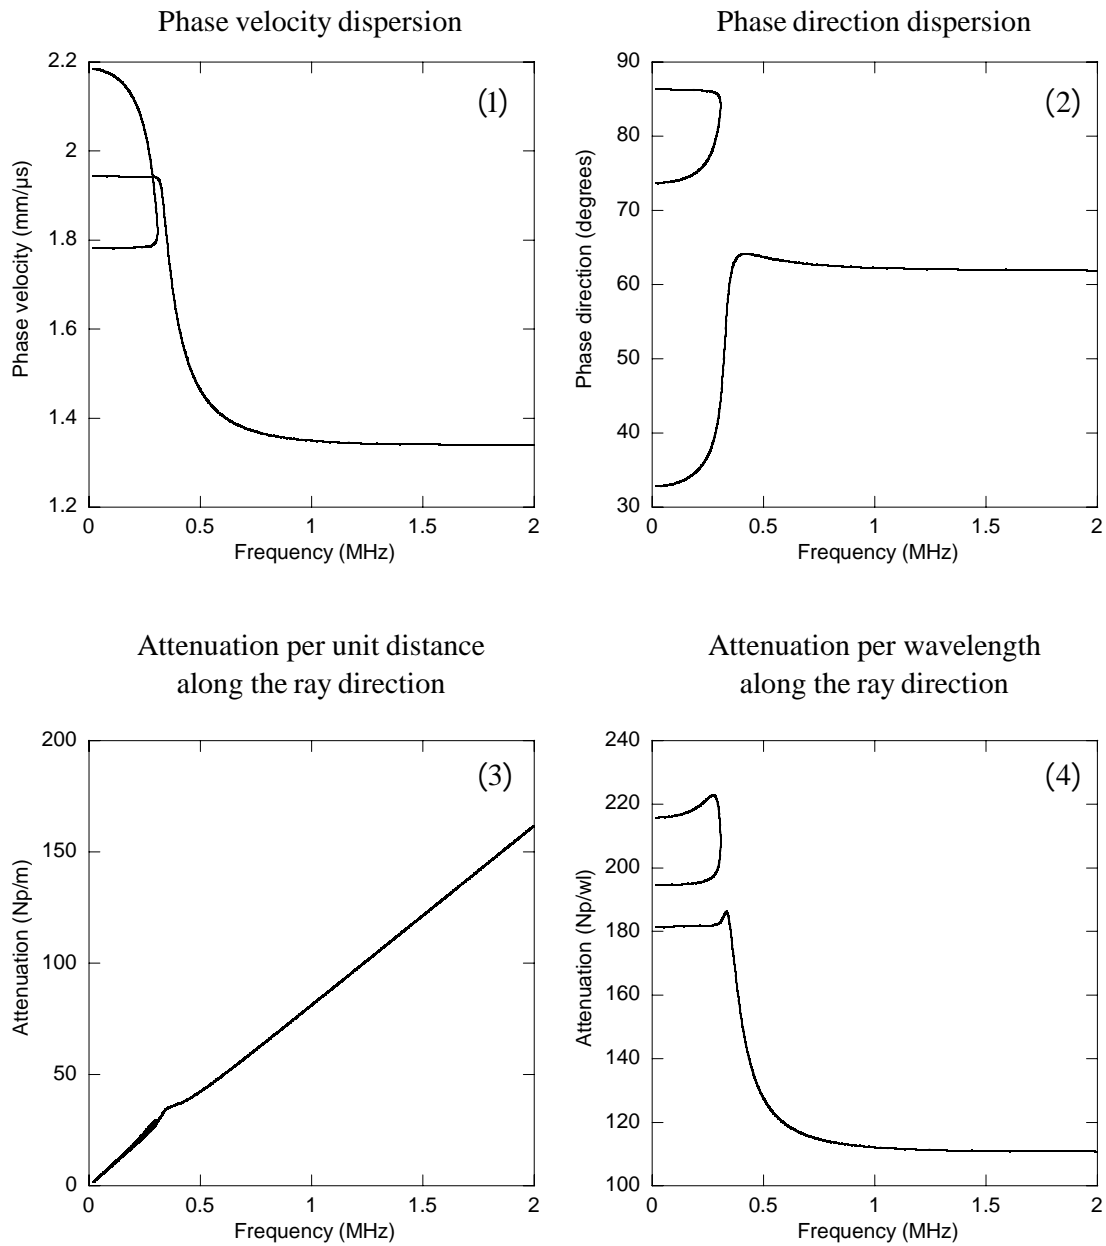 Phase velocity dispersion
(1)
2.2
2
1.8
1.6
1.4
1.2
Phase velocity (mm/µs)
0 0.5 1 1.5 2
Frequency (MHz)
Phase direction dispersion
(2)
90
80
70
60
50
40
30
Phase direction (degrees)
0 0.5 1 1.5 2
Frequency (MHz)
Attenuation per unit distance
along the ray direction
(3)
200
150
100
50
0
Attenuation (Np/m)
0 0.5 1 1.5 2
Frequency (MHz)
Attenuation per wavelength
along the ray direction
(4)
240
220
200
180
160
140
120
100
Attenuation (Np/wl)
0 0.5 1 1.5 2
Frequency (MHz)